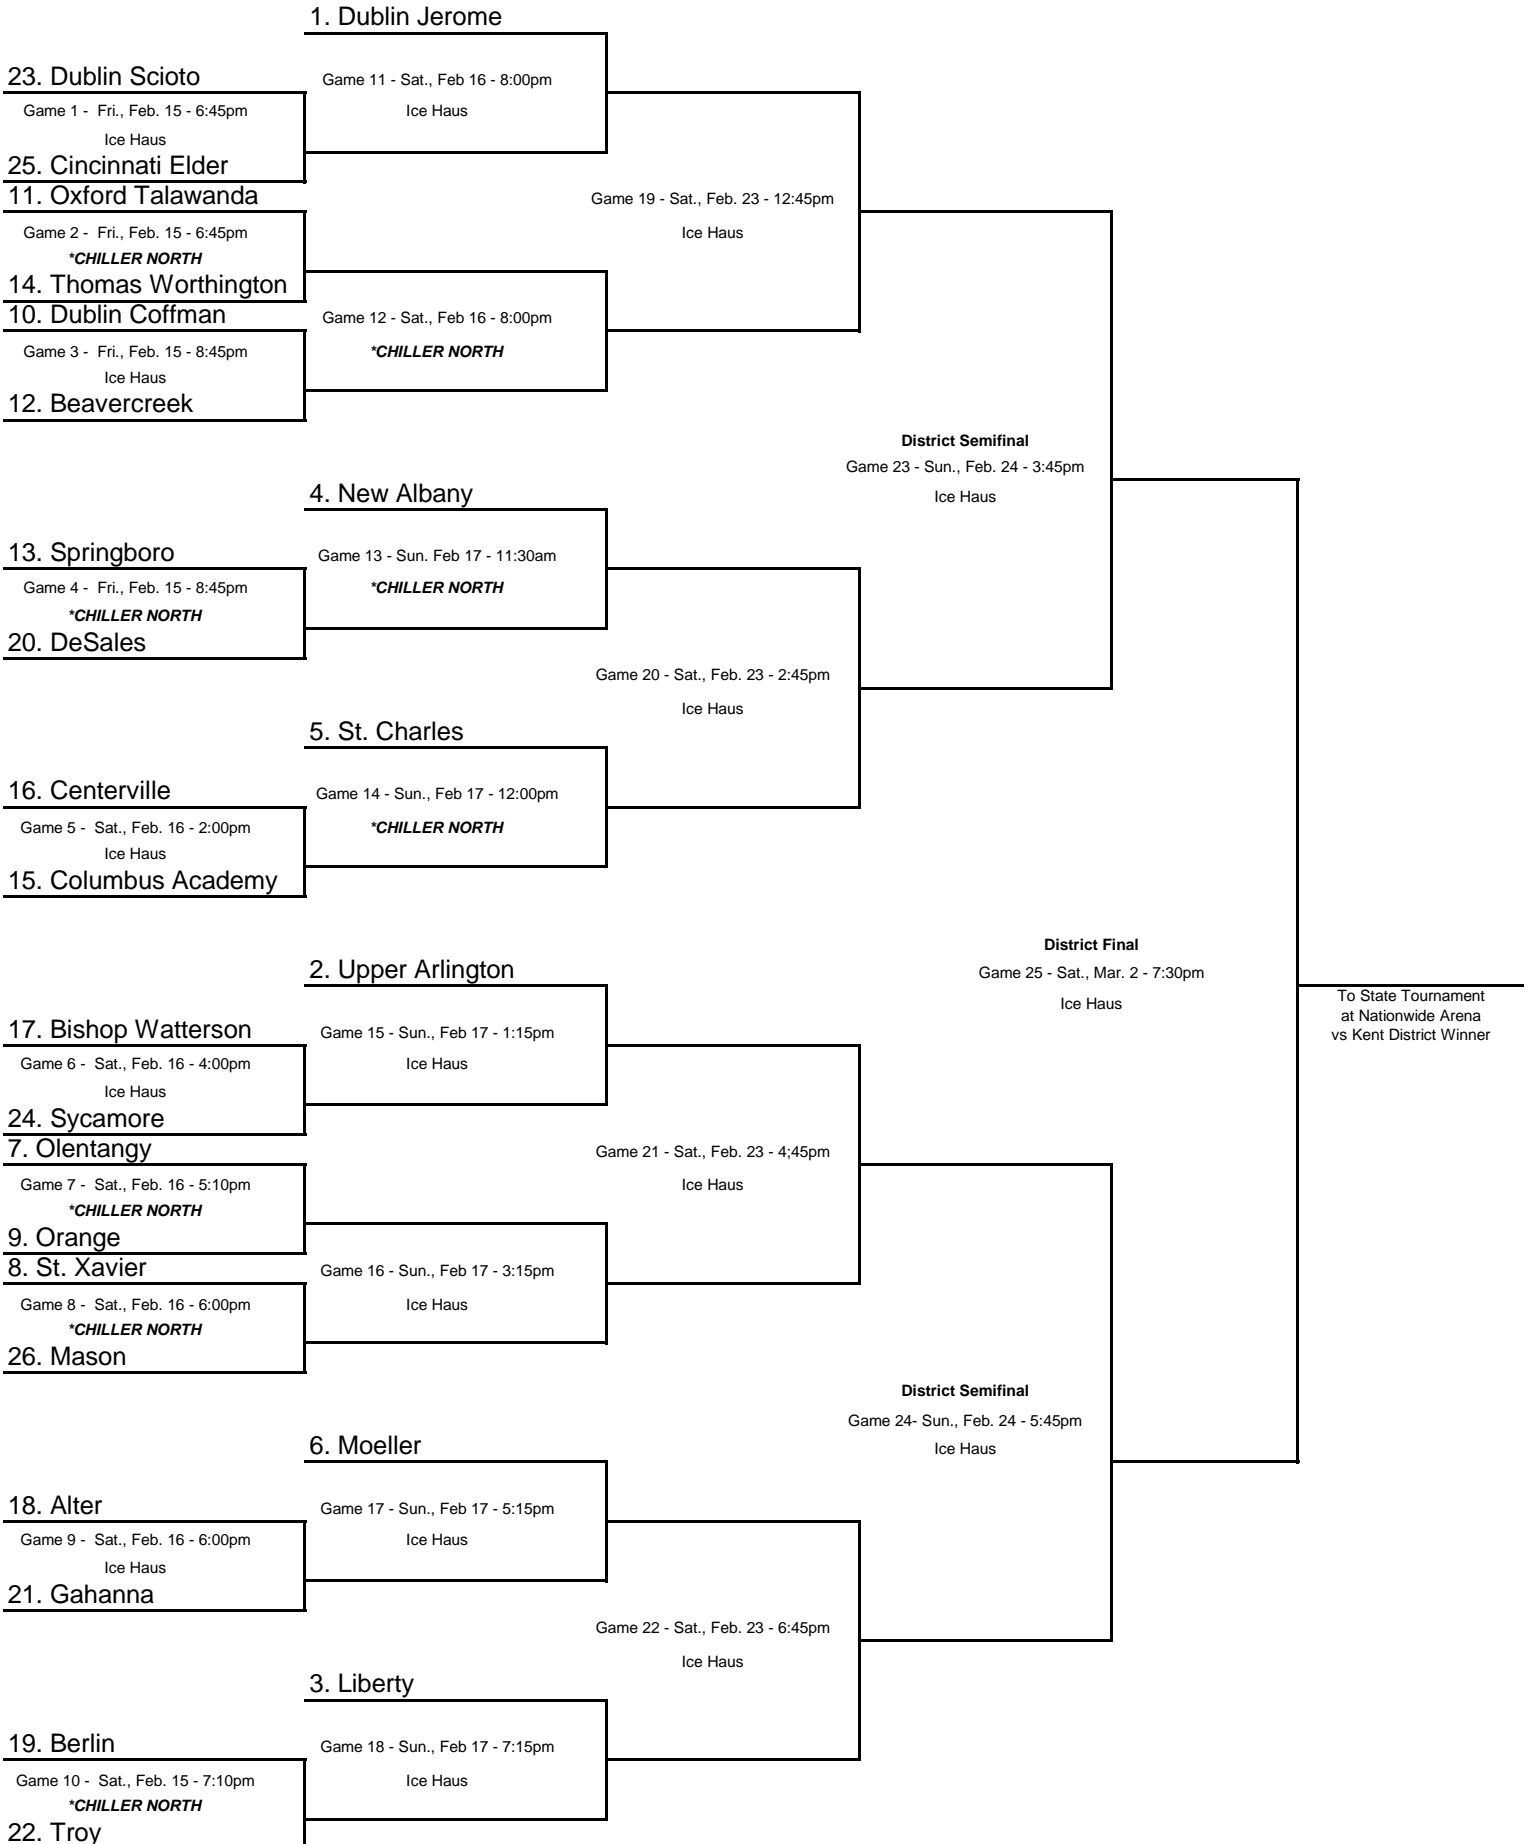 1. Dublin Jerome
23. Dublin Scioto
Game 11 - Sat., Feb 16 - 8:00pm
Game 1 - Fri., Feb. 15 - 6:45pm
Ice Haus
Ice Haus
25. Cincinnati Elder
11. Oxford Talawanda
Game 19 - Sat., Feb. 23 - 12:45pm
Game 2 - Fri., Feb. 15 - 6:45pm
Ice Haus
*CHILLER NORTH
14. Thomas Worthington
10. Dublin Coffman
Game 12 - Sat., Feb 16 - 8:00pm
Game 3 - Fri., Feb. 15 - 8:45pm
*CHILLER NORTH
Ice Haus
12. Beavercreek
District Semifinal
Game 23 - Sun., Feb. 24 - 3:45pm
Ice Haus
4. New Albany
13. Springboro
Game 13 - Sun. Feb 17 - 11:30am
Game 4 - Fri., Feb. 15 - 8:45pm
*CHILLER NORTH
*CHILLER NORTH
20. DeSales
Game 20 - Sat., Feb. 23 - 2:45pm
Ice Haus
5. St. Charles
16. Centerville
Game 14 - Sun., Feb 17 - 12:00pm
Game 5 - Sat., Feb. 16 - 2:00pm
*CHILLER NORTH
Ice Haus
15. Columbus Academy
District Final
Game 25 - Sat., Mar. 2 - 7:30pm
Ice Haus
To State Tournament
at Nationwide Arena
vs Kent District Winner
2. Upper Arlington
17. Bishop Watterson
Game 15 - Sun., Feb 17 - 1:15pm
Game 6 - Sat., Feb. 16 - 4:00pm
Ice Haus
Ice Haus
24. Sycamore
7. Olentangy
Game 21 - Sat., Feb. 23 - 4;45pm
Game 7 - Sat., Feb. 16 - 5:10pm
Ice Haus
*CHILLER NORTH
9. Orange
8. St. Xavier
Game 16 - Sun., Feb 17 - 3:15pm
Game 8 - Sat., Feb. 16 - 6:00pm
Ice Haus
*CHILLER NORTH
26. Mason
District Semifinal
Game 24- Sun., Feb. 24 - 5:45pm
Ice Haus
6. Moeller
18. Alter
Game 17 - Sun., Feb 17 - 5:15pm
Game 9 - Sat., Feb. 16 - 6:00pm
Ice Haus
Ice Haus
21. Gahanna
Game 22 - Sat., Feb. 23 - 6:45pm
Ice Haus
3. Liberty
19. Berlin
Game 18 - Sun., Feb 17 - 7:15pm
Game 10 - Sat., Feb. 15 - 7:10pm
Ice Haus
*CHILLER NORTH
22. Troy